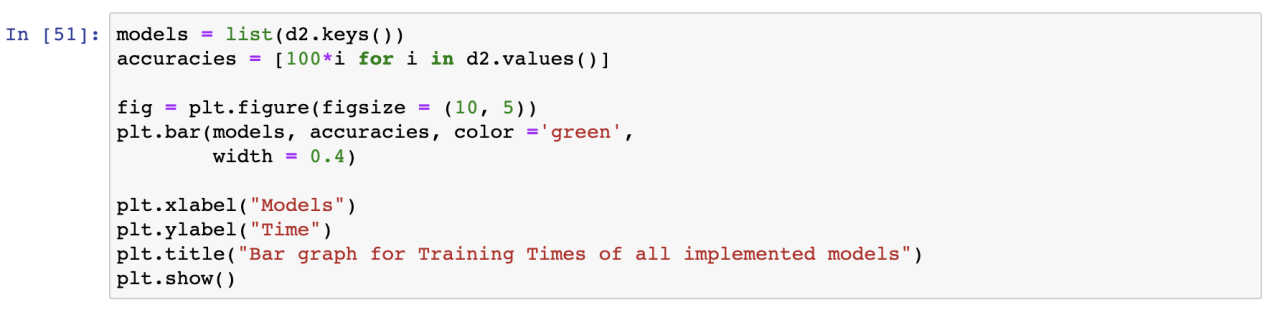 In [51]: models = list(d2.keys())
accuracies = [100*i for i in d2.values()]
fig = plt.figure(figsize = (10, 5))
plt.bar(models, accuracies, color ='green',
        width = 0.4)
plt.xlabel("Models")
plt.ylabel("Time")
plt.title("Bar graph for Training Times of all implemented models")
plt.show()